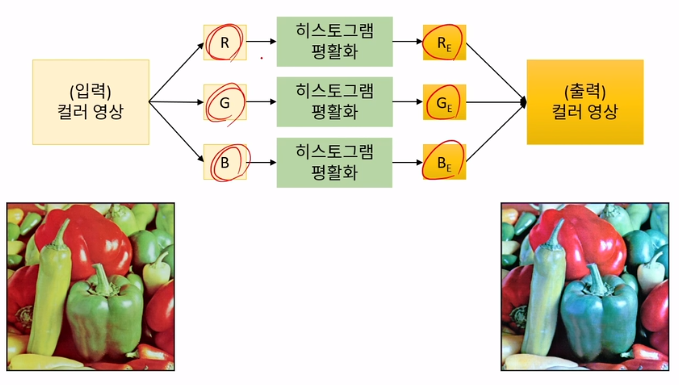 (입력)
컬러 영상
R
히스토그램
평활화
R_E
G
히스토그램
평활화
G_E
B
히스토그램
평활화
B_E
(출력)
컬러 영상